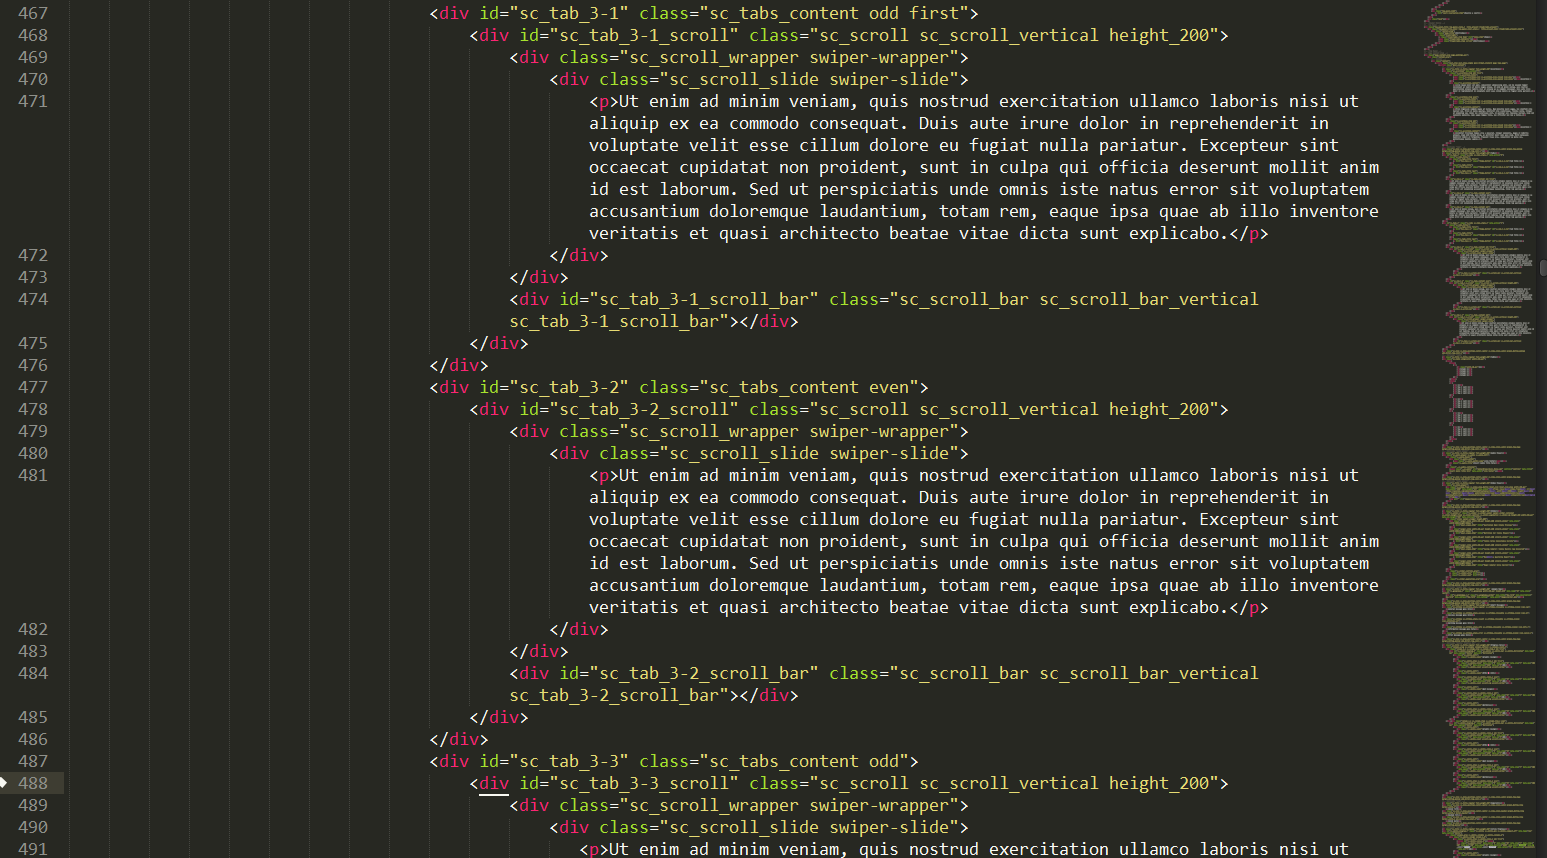 467 <div id="sc_tab_3-1" class="sc_tabs_content odd first">
468 <div id="sc_tab_3-1_scroll" class="sc_scroll sc_scroll_vertical height_200">
469 <div class="sc_scroll_wrapper swiper-wrapper">
470 <div class="sc_scroll_slide swiper-slide">
471 <p>Ut enim ad minim veniam, quis nostrud exercitation ullamco laboris nisi ut
aliquip ex ea commodo consequat. Duis aute irure dolor in reprehenderit in
voluptate velit esse cillum dolore eu fugiat nulla pariatur. Excepteur sint
occaecat cupidatat non proident, sunt in culpa qui officia deserunt mollit anim
id est laborum. Sed ut perspiciatis unde omnis iste natus error sit voluptatem
accusantium doloremque laudantium, totam rem, eaque ipsa quae ab illo inventore
veritatis et quasi architecto beatae vitae dicta sunt explicabo.</p>
472 </div>
473 </div>
474 <div id="sc_tab_3-1_scroll_bar" class="sc_scroll_bar sc_scroll_bar_vertical
sc_tab_3-1_scroll_bar"></div>
475 </div>
476 </div>
477 <div id="sc_tab_3-2" class="sc_tabs_content even">
478 <div id="sc_tab_3-2_scroll" class="sc_scroll sc_scroll_vertical height_200">
479 <div class="sc_scroll_wrapper swiper-wrapper">
480 <div class="sc_scroll_slide swiper-slide">
481 <p>Ut enim ad minim veniam, quis nostrud exercitation ullamco laboris nisi ut
aliquip ex ea commodo consequat. Duis aute irure dolor in reprehenderit in
voluptate velit esse cillum dolore eu fugiat nulla pariatur. Excepteur sint
occaecat cupidatat non proident, sunt in culpa qui officia deserunt mollit anim
id est laborum. Sed ut perspiciatis unde omnis iste natus error sit voluptatem
accusantium doloremque laudantium, totam rem, eaque ipsa quae ab illo inventore
veritatis et quasi architecto beatae vitae dicta sunt explicabo.</p>
482 </div>
483 </div>
484 <div id="sc_tab_3-2_scroll_bar" class="sc_scroll_bar sc_scroll_bar_vertical
sc_tab_3-2_scroll_bar"></div>
485 </div>
486 </div>
487 <div id="sc_tab_3-3" class="sc_tabs_content odd">
488 <div id="sc_tab_3-3_scroll" class="sc_scroll sc_scroll_vertical height_200">
489 <div class="sc_scroll_wrapper swiper-wrapper">
490 <div class="sc_scroll_slide swiper-slide">
491 <p>Ut enim ad minim veniam, quis nostrud exercitation ullamco laboris nisi ut